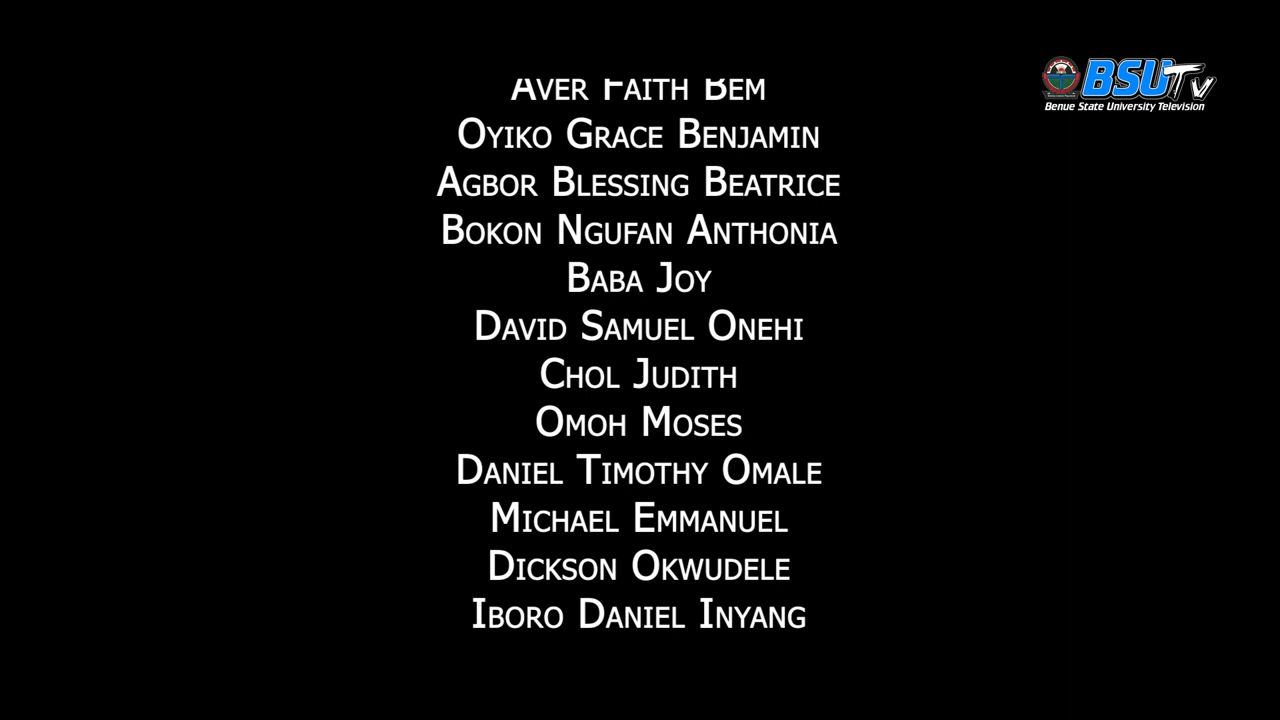 AVER FAITH BEM
OYIKO GRACE BENJAMIN
AGBOR BLESSING BEATRICE
BOKON NGUFAN ANTHONIA
BABA JOY
DAVID SAMUEL ONEHI
CHOL JUDITH
OMOH MOSES
DANIEL TIMOTHY OMALE
MICHAEL EMMANUEL
DICKSON OKWUDELE
IBORO DANIEL INYANG
BSUTv
Benue State University Television